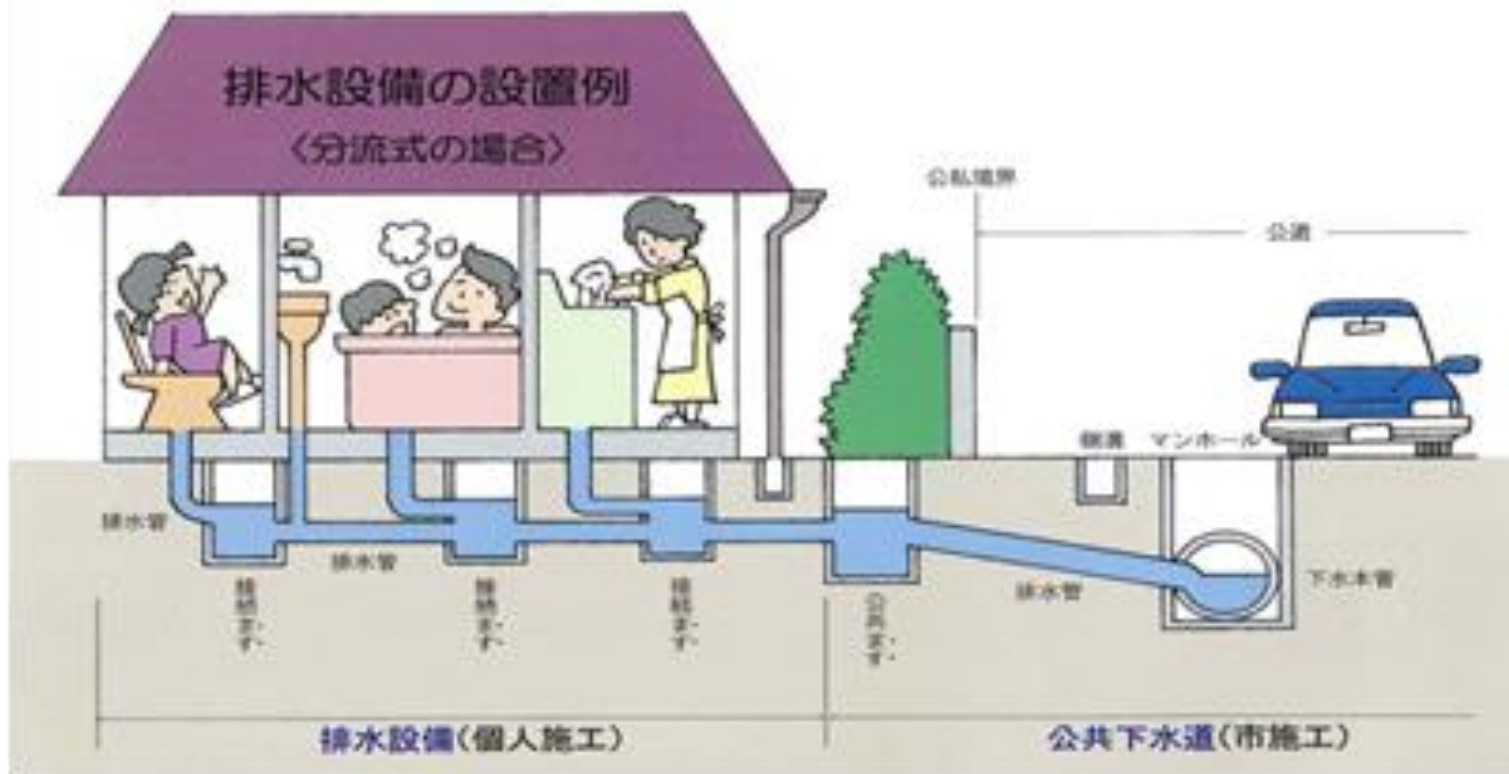 排水設備の設置例
〈分流式の場合〉
公私境界
公道
側溝
マンホール
排水管
排水管
排水管
下水本管
接続ます
接続ます
接続ます
公共ます
排水設備(個人施工)
公共下水道(市施工)